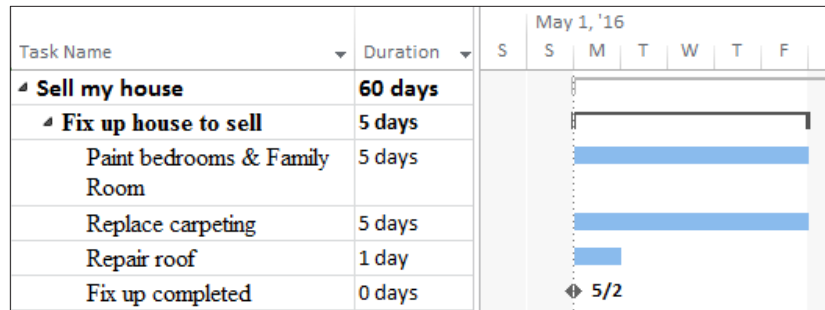 May 1, '16
Task Name Duration S S M T W T F
Sell my house 60 days
Fix up house to sell 5 days
Paint bedrooms & Family 5 days
Room
Replace carpeting 5 days
Repair roof 1 day
Fix up completed 0 days 5/2